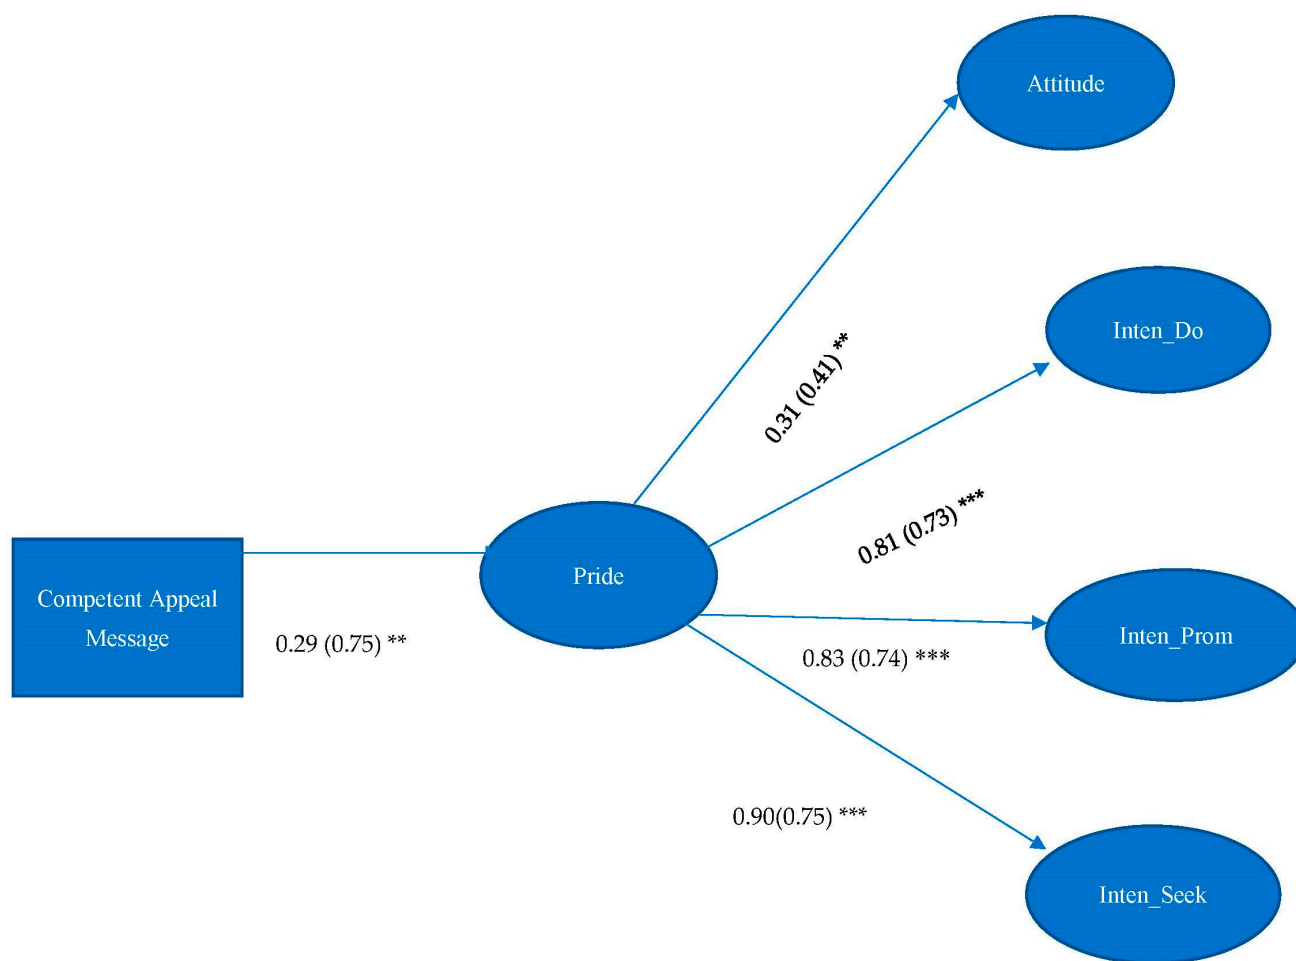 Attitude
Inten_Do
0.31 (0.41) **
0.81 (0.73) ***
Competent Appeal
Message
0.29 (0.75) **
Pride
0.83 (0.74) ***
Inten_Prom
0.90(0.75) ***
Inten_Seek